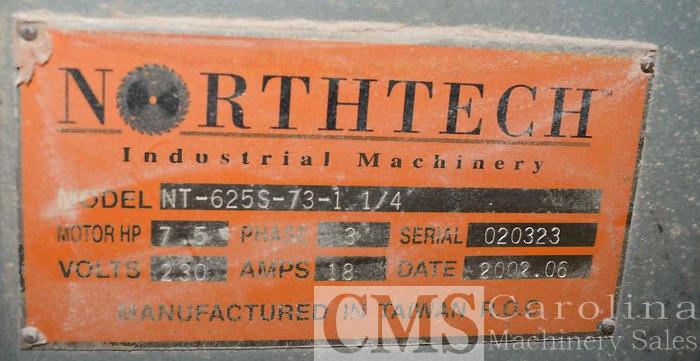 NORTHTECH
Industrial Machinery
MODEL NT-625S-73-1.1/4
MOTOR HP 7.5 PHASE 3 SERIAL 020323
VOLTS 230 AMPS 18 DATE 2002.06
MANUFACTURED IN TAIWAN R.O.C
CMS Carolina
Machinery Sales